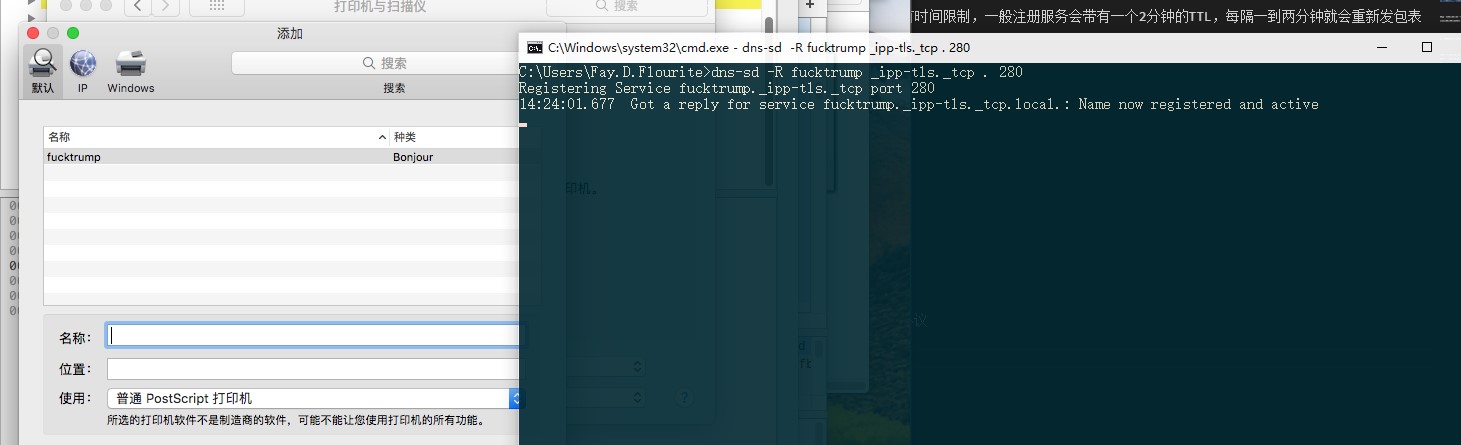 打印机与扫描仪
搜索
添加
搜索
默认
IP
Windows
搜索
名称
种类
fucktrump
Bonjour
名称:
位置:
使用:
普通 PostScript 打印机
所选的打印机软件不是制造商的软件，可能不能让您使用打印机的所有功能。
时间限制，一般注册服务会带有一个2分钟的TTL，每隔一到两分钟就会重新发包表
C:\Windows\system32\cmd.exe - dns-sd  -R fucktrump _ipp-tls._tcp . 280
C:\Users\Fay.D.Flourite>dns-sd -R fucktrump _ipp-tls._tcp . 280
Registering Service fucktrump._ipp-tls._tcp port 280
14:24:01.677  Got a reply for service fucktrump._ipp-tls._tcp.local.: Name now registered and active
印机。
议